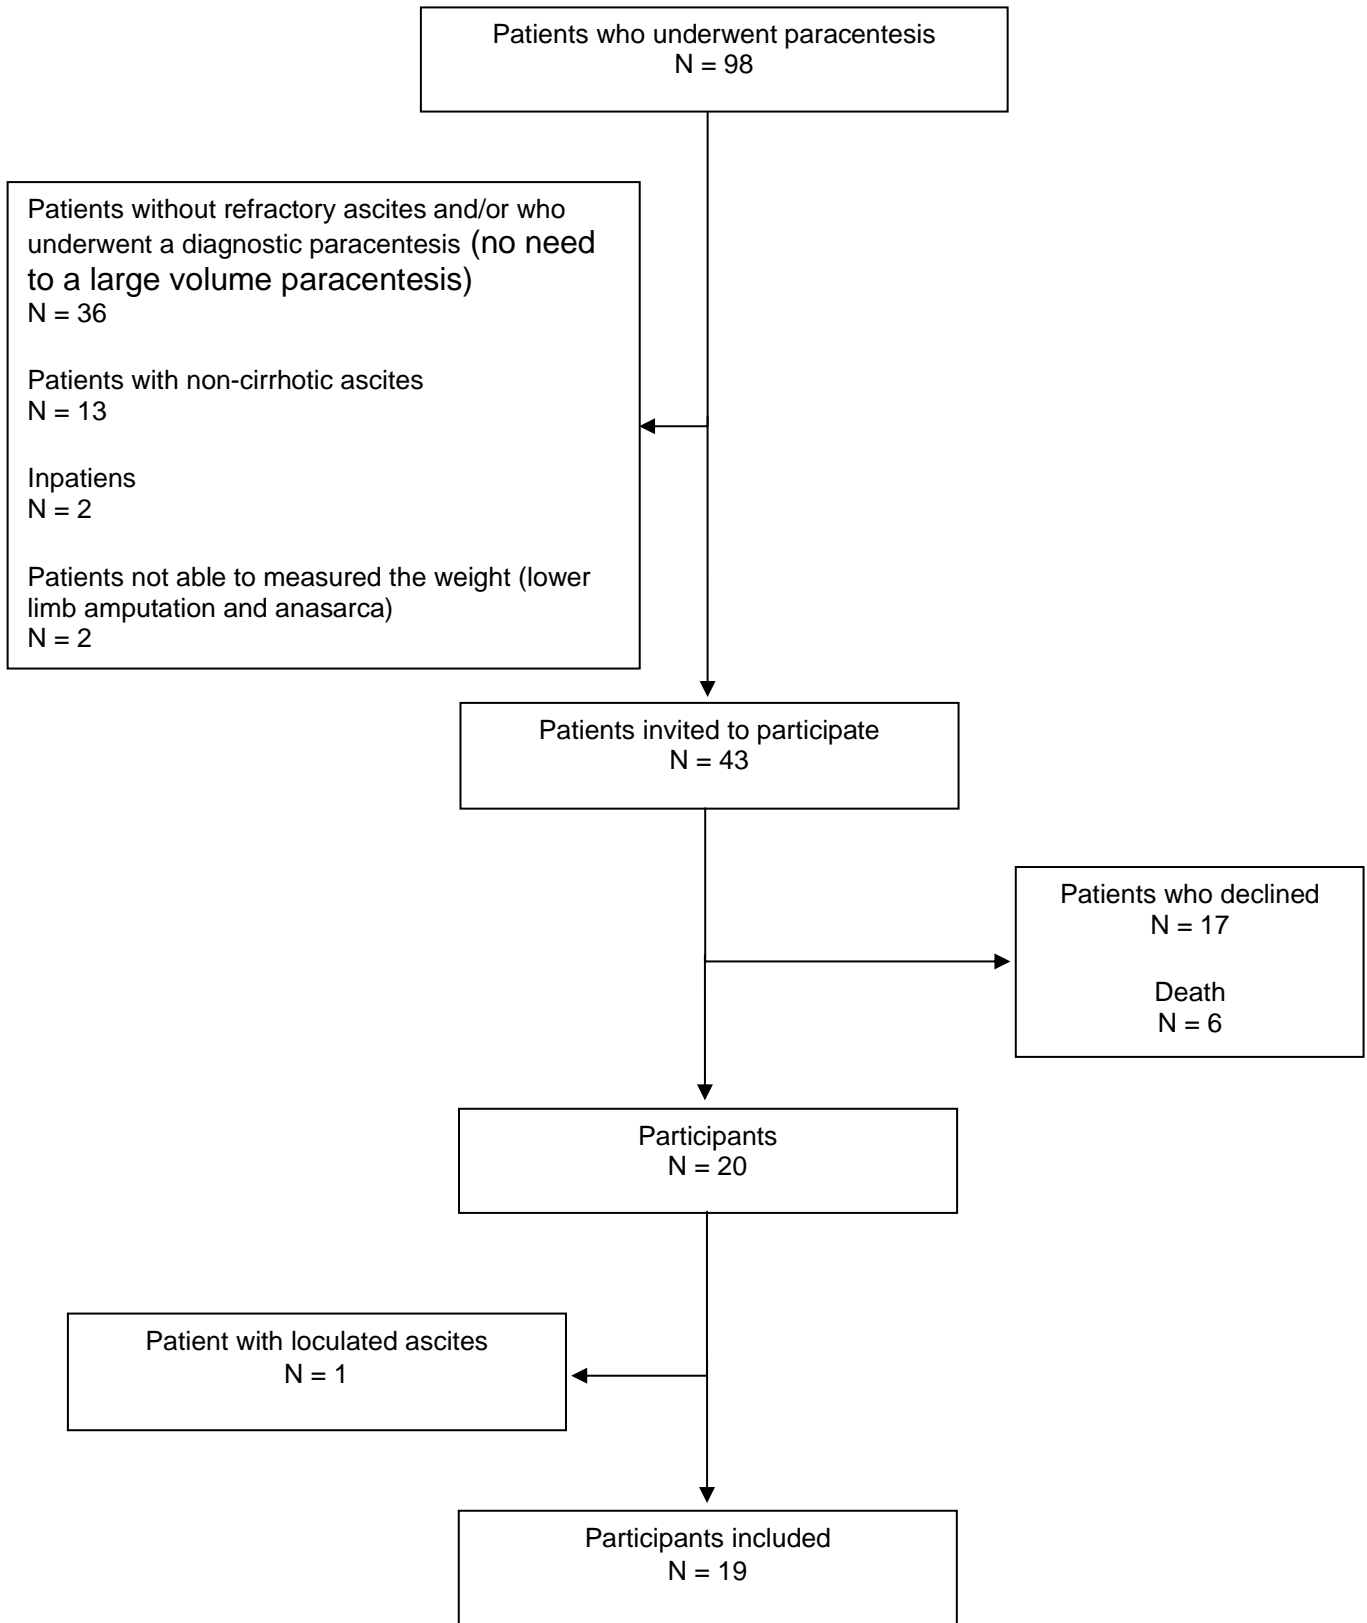 Patients who underwent paracentesis
N = 98
Patients without refractory ascites and/or who
underwent a diagnostic paracentesis (no need
to a large volume paracentesis)
N = 36
Patients with non-cirrhotic ascites
N = 13
Inpatiens
N = 2
Patients not able to measured the weight (lower
limb amputation and anasarca)
N = 2
Patients invited to participate
N = 43
Patients who declined
N = 17
Death
N = 6
Participants
N = 20
Patient with loculated ascites
N = 1
Participants included
N = 19